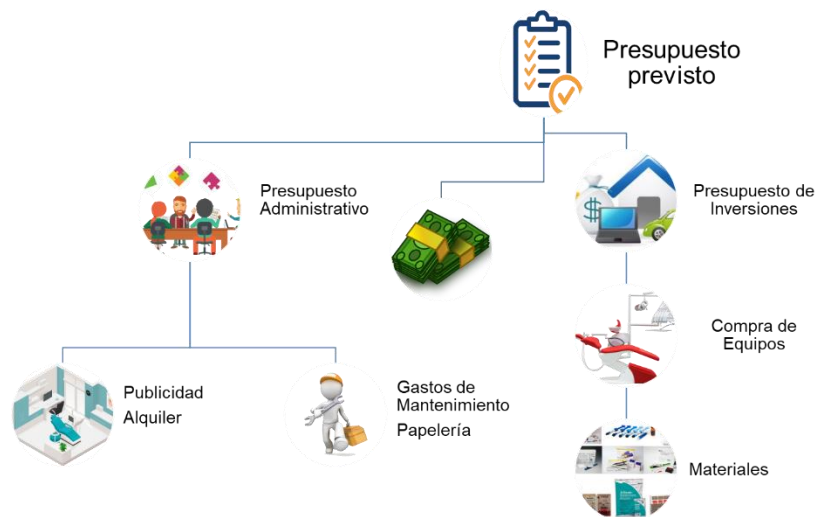 Presupuesto
previsto
Presupuesto
Administrativo
Presupuesto de
Inversiones
Compra de
Equipos
Publicidad
Alquiler
Gastos de
Mantenimiento
Papelería
Materiales